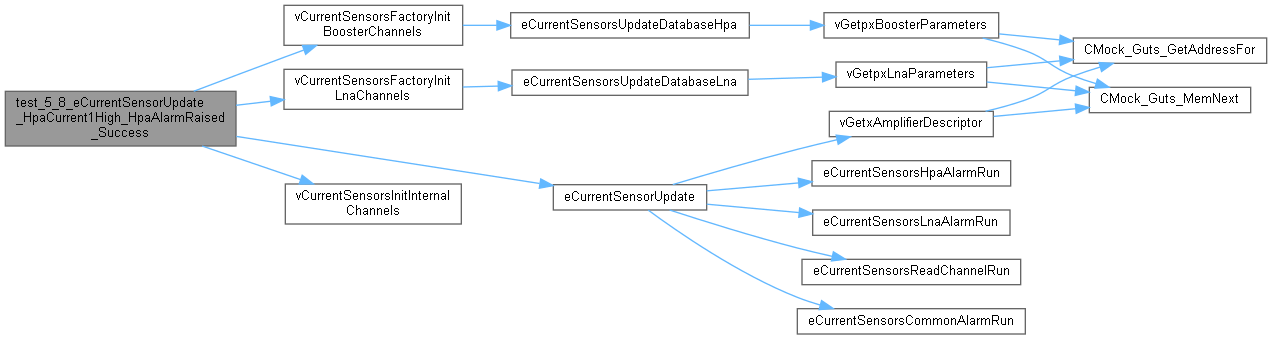 vCurrentSensorsFactoryInit
BoosterChannels
eCurrentSensorsUpdateDatabaseHpa
vGetpxBoosterParameters
CMock_Guts_GetAddressFor
vCurrentSensorsFactoryInit
LnaChannels
eCurrentSensorsUpdateDatabaseLna
vGetpxLnaParameters
CMock_Guts_MemNext
test_5_8_eCurrentSensorUpdate
_HpaCurrent1High_HpaAlarmRaised
_Success
vGetxAmplifierDescriptor
eCurrentSensorsHpaAlarmRun
vCurrentSensorsInitInternal
Channels
eCurrentSensorUpdate
eCurrentSensorsLnaAlarmRun
eCurrentSensorsReadChannelRun
eCurrentSensorsCommonAlarmRun